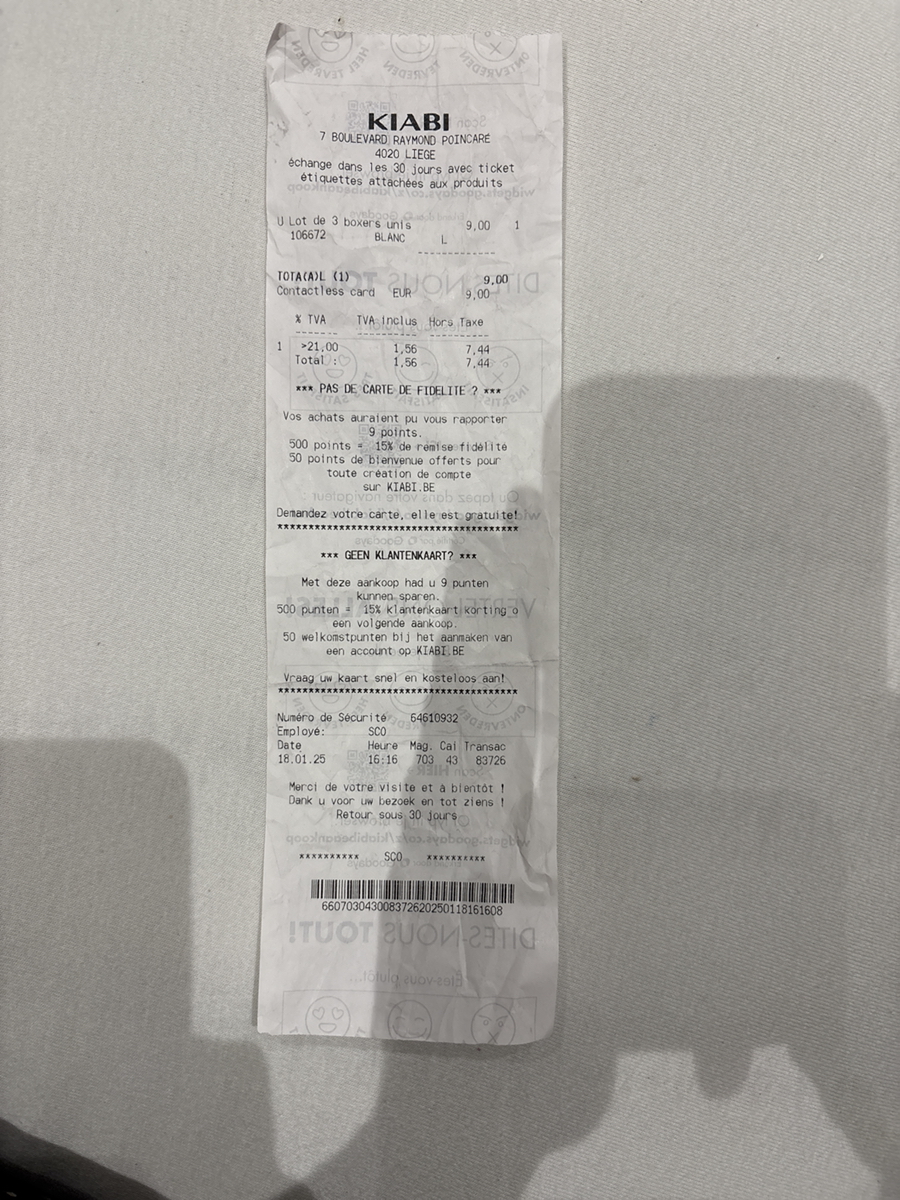 KIABI
7 BOULEVARD RAYMOND POINCARE
4020 LIEGE
échange dans les 30 jours avec ticket
étiquettes attachées aux produits
U Lot de 3 boxers unis 9,00 1
106672 BLANC L
-------------
TOTA(A)L (1) 9,00
Contactless card EUR 9,00
% TVA TVA Inclus Hors Taxe
------- ---------- ----------
1 >21,00 1,56 7,44
Total : 1,56 7,44
*** PAS DE CARTE DE FIDELITE ? ***
Vos achats auraient pu vous rapporter
9 points.
500 points = 15% de remise fidélité
50 points de bienvenue offerts pour
toute création de compte
sur KIABI.BE
Demandez votre carte, elle est gratuite!
****************************************
*** GEEN KLANTENKAART? ***
Met deze aankoop had u 9 punten
kunnen sparen.
500 punten = 15% klantenkaart korting o
een volgende aankoop.
50 welkomstpunten bij het aanmaken van
een account op KIABI.BE
Vraag uw kaart snel en kosteloos aan!
****************************************
Numéro de Sécurité 64610932
Employé: SCO
Date Heure Mag. Cai Transac
18.01.25 16:16 703 43 83726
Merci de votre visite et à bientôt !
Dank u voor uw bezoek en tot ziens !
Retour sous 30 jours
********** SCO **********
660703043008372620250118161608
DITES-NOUS TOUT!
Êtes-vous plutôt...